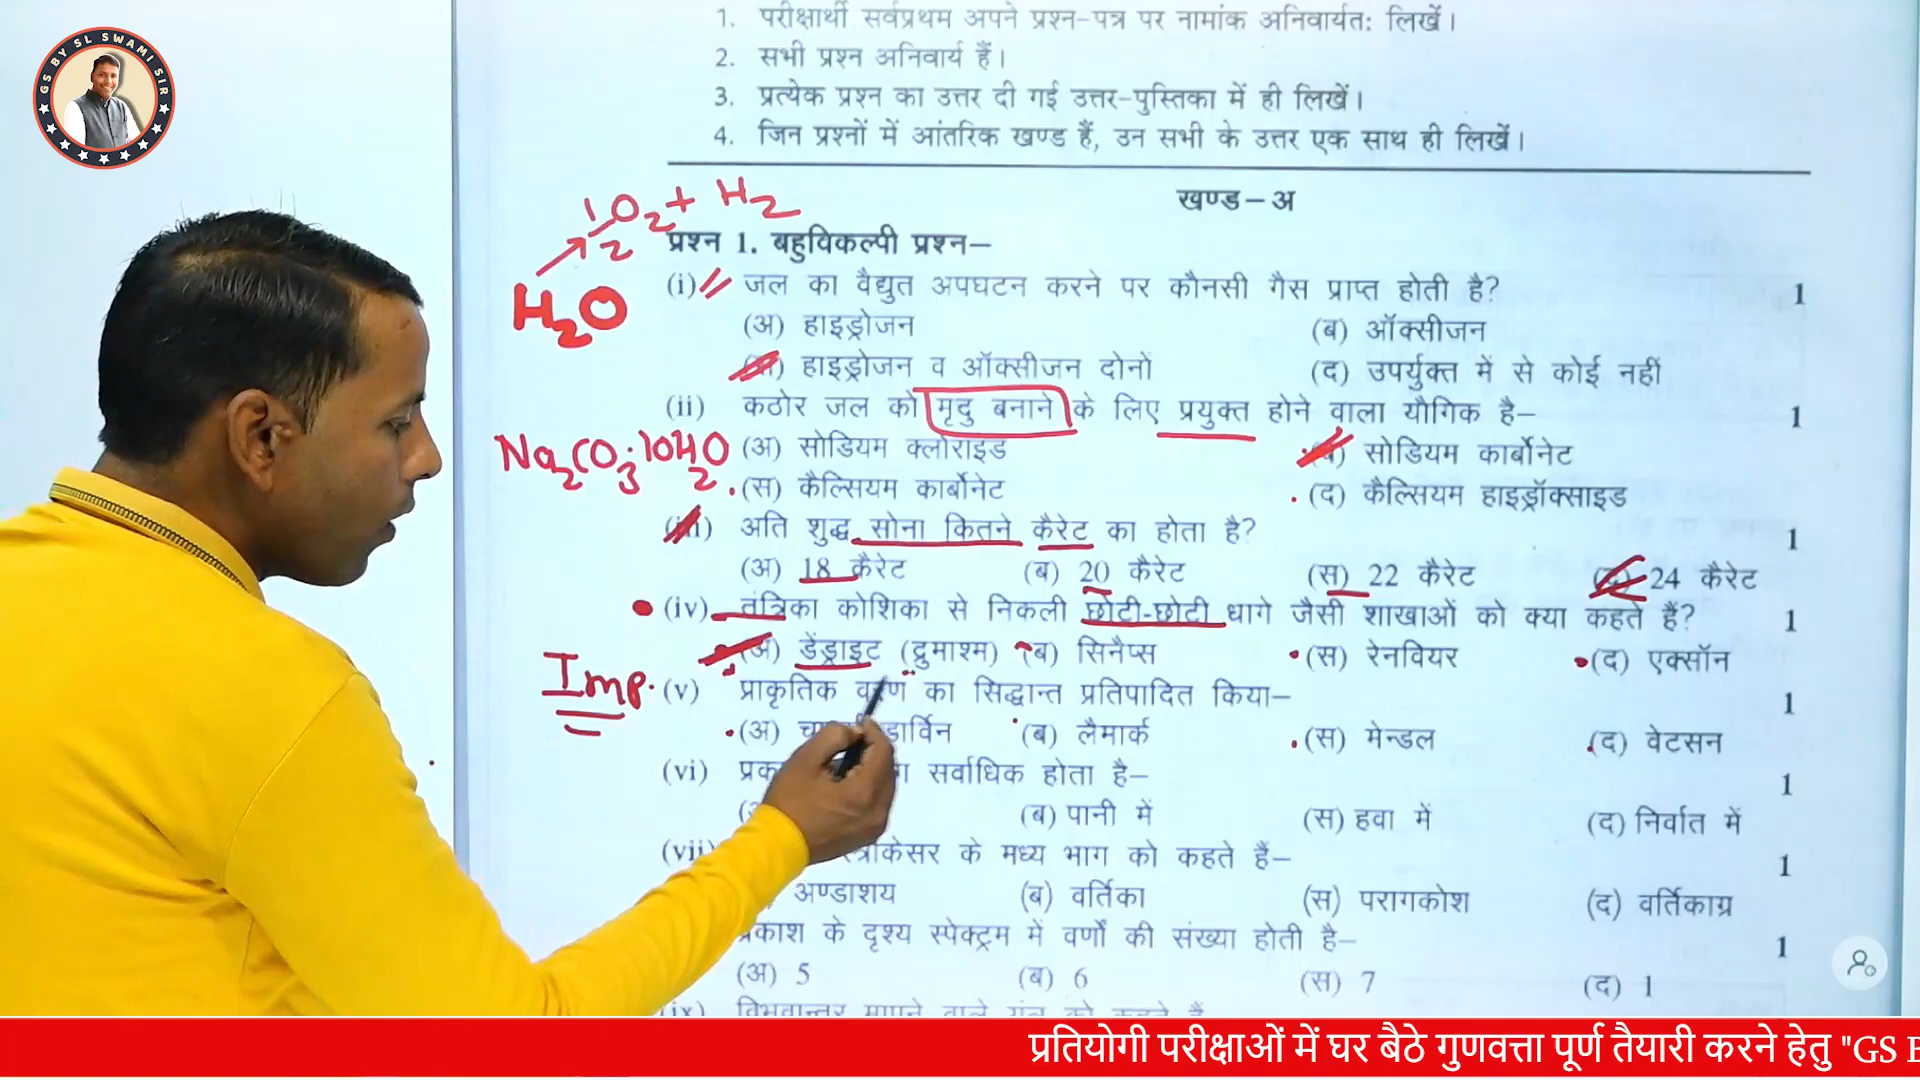 GS BY SL SWAMI SIR
1. परीक्षार्थी सर्वप्रथम अपने प्रश्न-पत्र पर नामांक अनिवार्यतः लिखें।
2. सभी प्रश्न अनिवार्य हैं।
3. प्रत्येक प्रश्न का उत्तर दी गई उत्तर-पुस्तिका में ही लिखें।
4. जिन प्रश्नों में आंतरिक खण्ड हैं, उन सभी के उत्तर एक साथ ही लिखें।
खण्ड-अ
1/2 O2 + H2
H2O
प्रश्न 1. बहुविकल्पी प्रश्न-
(i) जल का वैद्युत अपघटन करने पर कौनसी गैस प्राप्त होती है? 1
(अ) हाइड्रोजन (ब) ऑक्सीजन
हाइड्रोजन व ऑक्सीजन दोनों (द) उपर्युक्त में से कोई नहीं
(ii) कठोर जल को मृदु बनाने के लिए प्रयुक्त होने वाला यौगिक है- 1
Na2CO3·10H2O
(अ) सोडियम क्लोराइड सोडियम कार्बोनेट
(स) कैल्सियम कार्बोनेट (द) कैल्सियम हाइड्रॉक्साइड
(iii) अति शुद्ध सोना कितने कैरेट का होता है? 1
(अ) 18 कैरेट (ब) 20 कैरेट (स) 22 कैरेट (द) 24 कैरेट
(iv) तंत्रिका कोशिका से निकली छोटी-छोटी धागे जैसी शाखाओं को क्या कहते हैं? 1
(अ) डेंड्राइट (द्रुमाश्म) (ब) सिनैप्स (स) रेनवियर (द) एक्सॉन
Imp.
(v) प्राकृतिक का सिद्धान्त प्रतिपादित किया- 1
(अ) डार्विन (ब) लैमार्क (स) मेन्डल (द) वेटसन
(vi) सर्वाधिक होता है- 1
(ब) पानी में (स) हवा में (द) निर्वात में
(vii) स्त्रीकेसर के मध्य भाग को कहते हैं- 1
अण्डाशय (ब) वर्तिका (स) परागकोश (द) वर्तिकाग्र
प्रकाश के दृश्य स्पेक्ट्रम में वर्णों की संख्या होती है- 1
(अ) 5 (ब) 6 (स) 7 (द) 1
प्रतियोगी परीक्षाओं में घर बैठे गुणवत्ता पूर्ण तैयारी करने हेतु "GS B